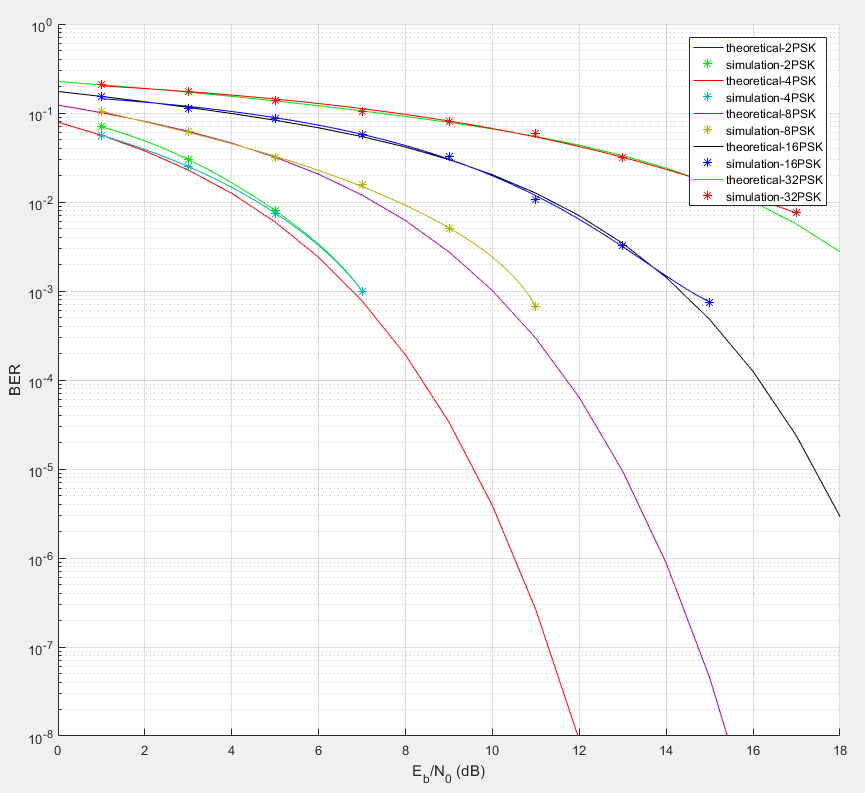 10^0
10^-1
10^-2
10^-3
10^-4
10^-5
10^-6
10^-7
10^-8
BER
theoretical-2PSK
simulation-2PSK
theoretical-4PSK
simulation-4PSK
theoretical-8PSK
simulation-8PSK
theoretical-16PSK
simulation-16PSK
theoretical-32PSK
simulation-32PSK
0 2 4 6 8 10 12 14 16 18
E_b/N_0 (dB)